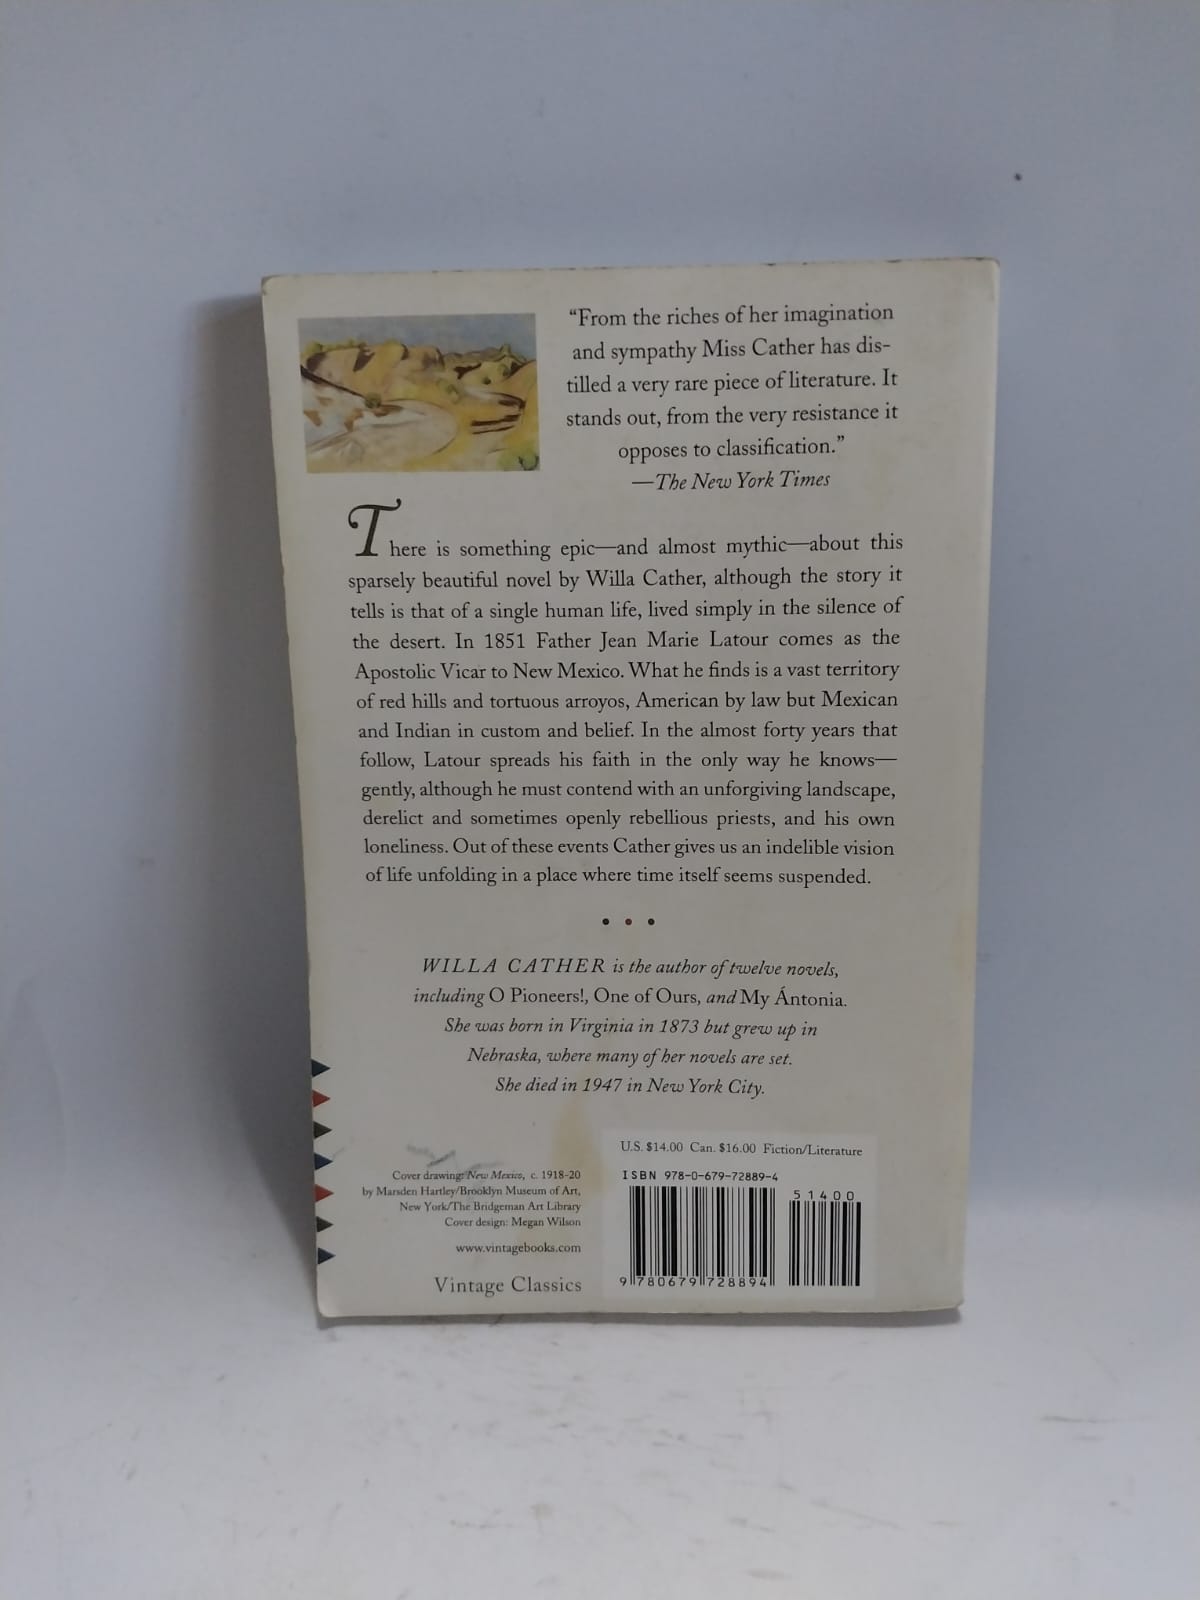 “From the riches of her imagination
and sympathy Miss Cather has dis-
tilled a very rare piece of literature. It
stands out, from the very resistance it
opposes to classification.”
—The New York Times
There is something epic—and almost mythic—about this
sparsely beautiful novel by Willa Cather, although the story it
tells is that of a single human life, lived simply in the silence of
the desert. In 1851 Father Jean Marie Latour comes as the
Apostolic Vicar to New Mexico. What he finds is a vast territory
of red hills and tortuous arroyos, American by law but Mexican
and Indian in custom and belief. In the almost forty years that
follow, Latour spreads his faith in the only way he knows—
gently, although he must contend with an unforgiving landscape,
derelict and sometimes openly rebellious priests, and his own
loneliness. Out of these events Cather gives us an indelible vision
of life unfolding in a place where time itself seems suspended.
WILLA CATHER is the author of twelve novels,
including O Pioneers!, One of Ours, and My Ántonia.
She was born in Virginia in 1873 but grew up in
Nebraska, where many of her novels are set.
She died in 1947 in New York City.
Cover drawing: New Mexico, c. 1918-20
by Marsden Hartley/Brooklyn Museum of Art,
New York/The Bridgeman Art Library
Cover design: Megan Wilson
www.vintagebooks.com
Vintage Classics
U.S. $14.00 Can. $16.00 Fiction/Literature
ISBN 978-0-679-72889-4
51400
9 780679 728894